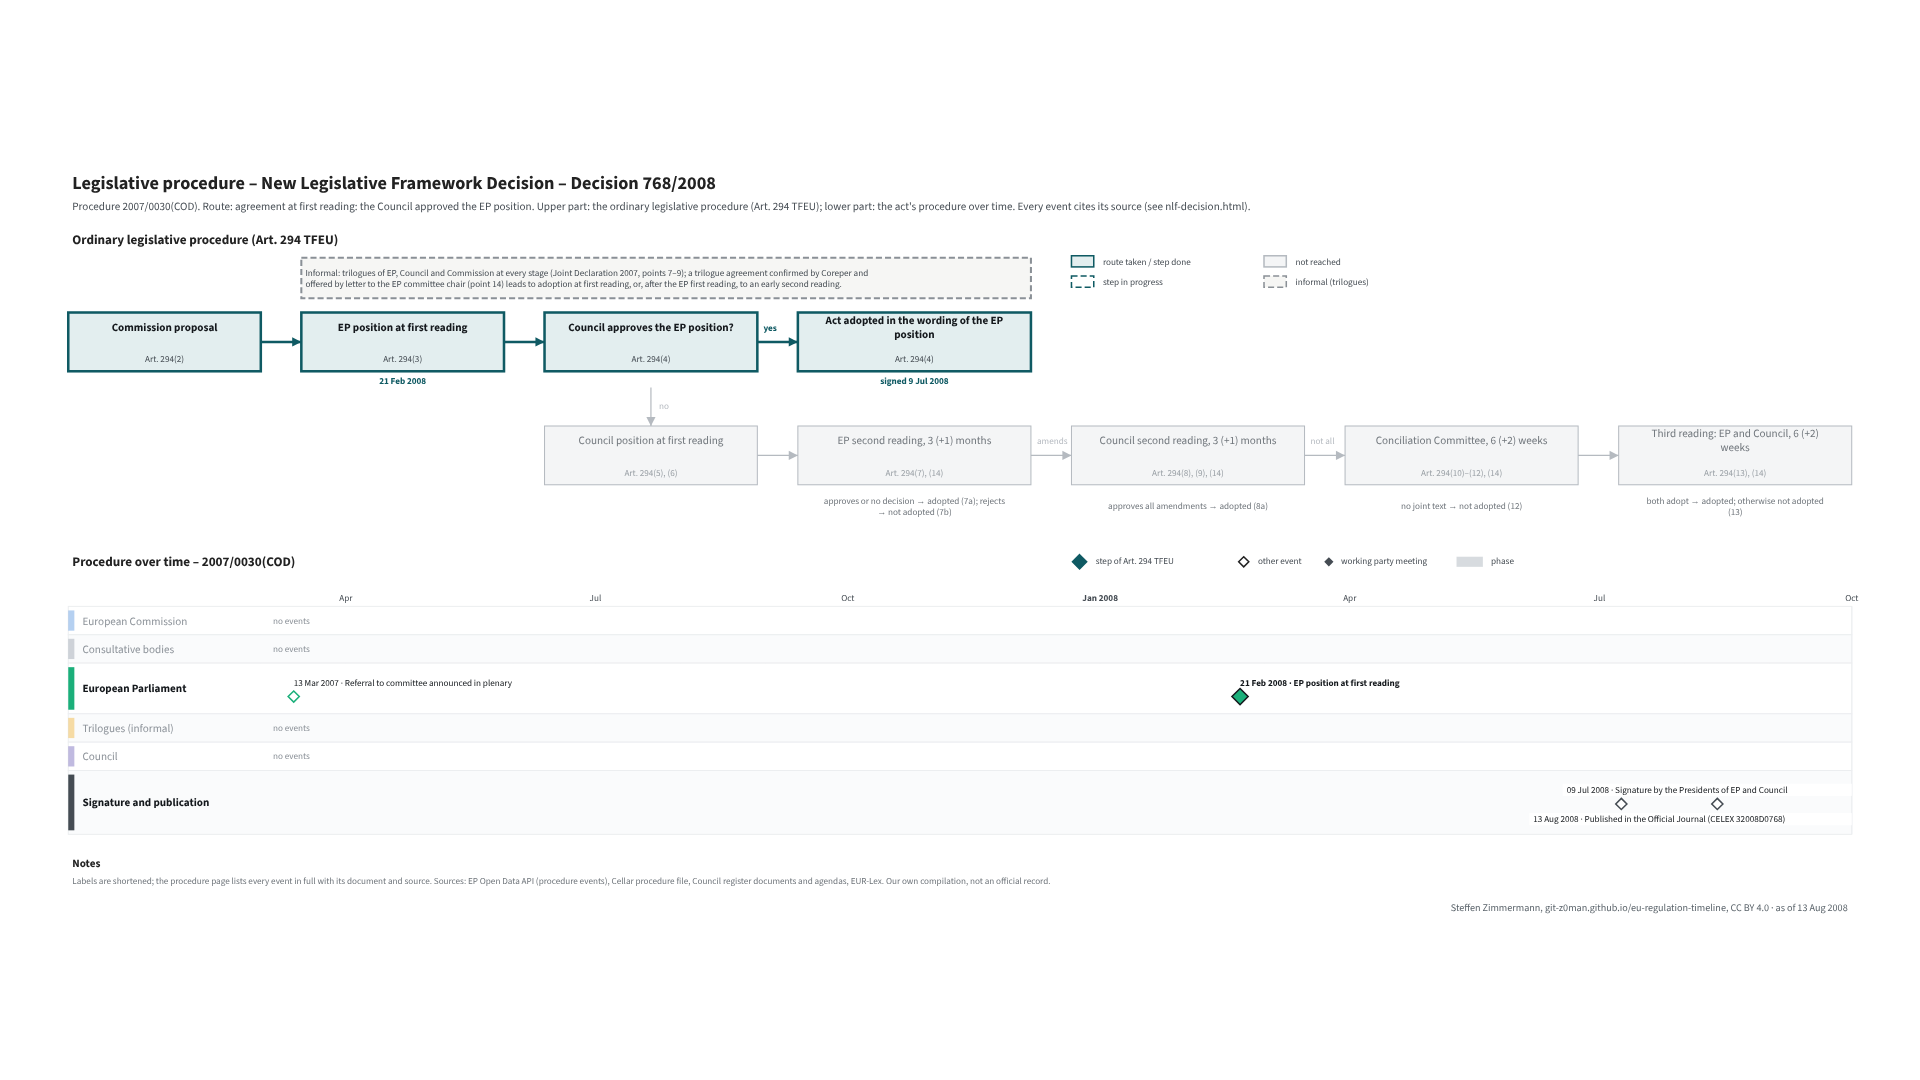 Legislative procedure – New Legislative Framework Decision – Decision 768/2008
Procedure 2007/0030(COD). Route: agreement at first reading: the Council approved the EP position. Upper part: the ordinary legislative procedure (Art. 294 TFEU); lower part: the act's procedure over time. Every event cites its source (see nlf-decision.html).
Ordinary legislative procedure (Art. 294 TFEU)
Informal: trilogues of EP, Council and Commission at every stage (Joint Declaration 2007, points 7–9); a trilogue agreement confirmed by Coreper and
offered by letter to the EP committee chair (point 14) leads to adoption at first reading, or, after the EP first reading, to an early second reading.
route taken / step done
not reached
step in progress
informal (trilogues)
Commission proposal
Art. 294(2)
EP position at first reading
Art. 294(3)
21 Feb 2008
Council approves the EP position?
Art. 294(4)
yes
Act adopted in the wording of the EP
position
Art. 294(4)
signed 9 Jul 2008
no
Council position at first reading
Art. 294(5), (6)
EP second reading, 3 (+1) months
Art. 294(7), (14)
approves or no decision → adopted (7a); rejects
→ not adopted (7b)
amends
Council second reading, 3 (+1) months
Art. 294(8), (9), (14)
approves all amendments → adopted (8a)
not all
Conciliation Committee, 6 (+2) weeks
Art. 294(10)–(12), (14)
no joint text → not adopted (12)
Third reading: EP and Council, 6 (+2)
weeks
Art. 294(13), (14)
both adopt → adopted; otherwise not adopted
(13)
Procedure over time – 2007/0030(COD)
step of Art. 294 TFEU
other event
working party meeting
phase
Apr
Jul
Oct
Jan 2008
Apr
Jul
Oct
European Commission
no events
Consultative bodies
no events
European Parliament
13 Mar 2007 · Referral to committee announced in plenary
21 Feb 2008 · EP position at first reading
Trilogues (informal)
no events
Council
no events
Signature and publication
09 Jul 2008 · Signature by the Presidents of EP and Council
13 Aug 2008 · Published in the Official Journal (CELEX 32008D0768)
Notes
Labels are shortened; the procedure page lists every event in full with its document and source. Sources: EP Open Data API (procedure events), Cellar procedure file, Council register documents and agendas, EUR-Lex. Our own compilation, not an official record.
Steffen Zimmermann, git-z0man.github.io/eu-regulation-timeline, CC BY 4.0 · as of 13 Aug 2008